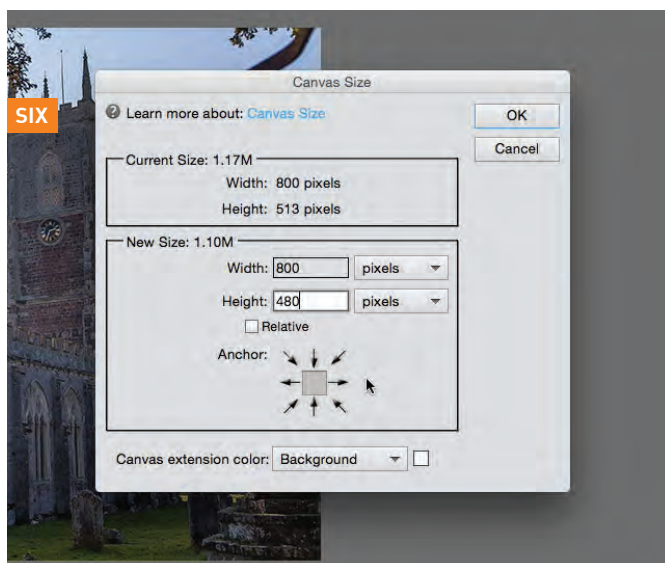 Canvas Size
SIX
Learn more about: Canvas Size
OK
Cancel
Current Size: 1.17M
Width: 800 pixels
Height: 513 pixels
New Size: 1.10M
Width: 800 pixels
Height: 480 pixels
Relative
Anchor:
Canvas extension color: Background